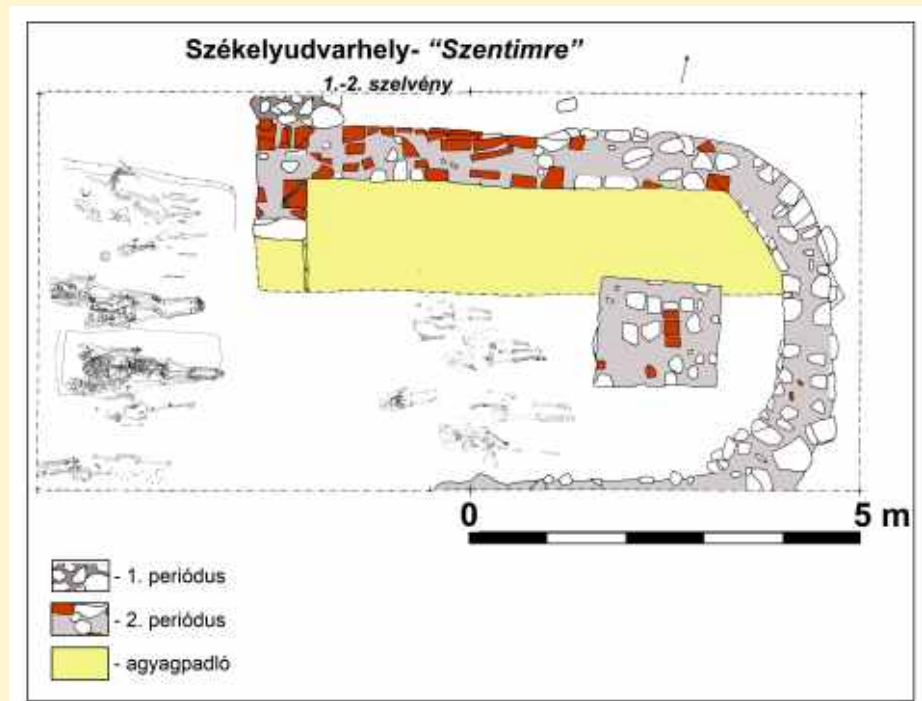 Székelyudvarhely- "Szentimre"
1.-2. szelvény
0 5 m
- 1. periódus
- 2. periódus
- agyagpadló